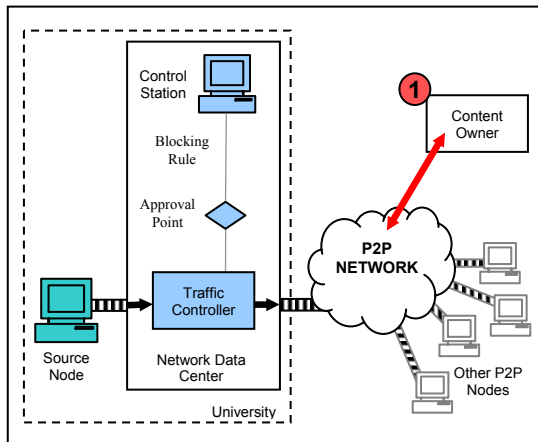 Control
Station
1
Content
Owner
Blocking
Rule
Approval
Point
P2P
NETWORK
Traffic
Controller
Source
Node
Network Data
Center
Other P2P
Nodes
University